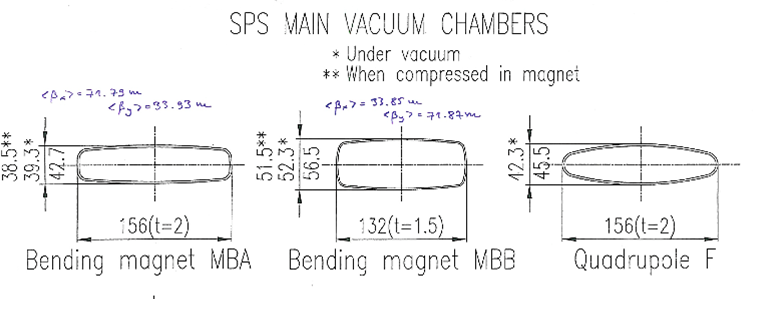 SPS MAIN VACUUM CHAMBERS
* Under vacuum
** When compressed in magnet
<βx> = 71.79 m
<βy> = 33.93 m
38.5**
39.3*
42.7
156(t=2)
Bending magnet MBA
<βx> = 33.85 m
<βy> = 71.87 m
51.5**
52.3*
56.5
132(t=1.5)
Bending magnet MBB
42.3*
45.5
156(t=2)
Quadrupole F